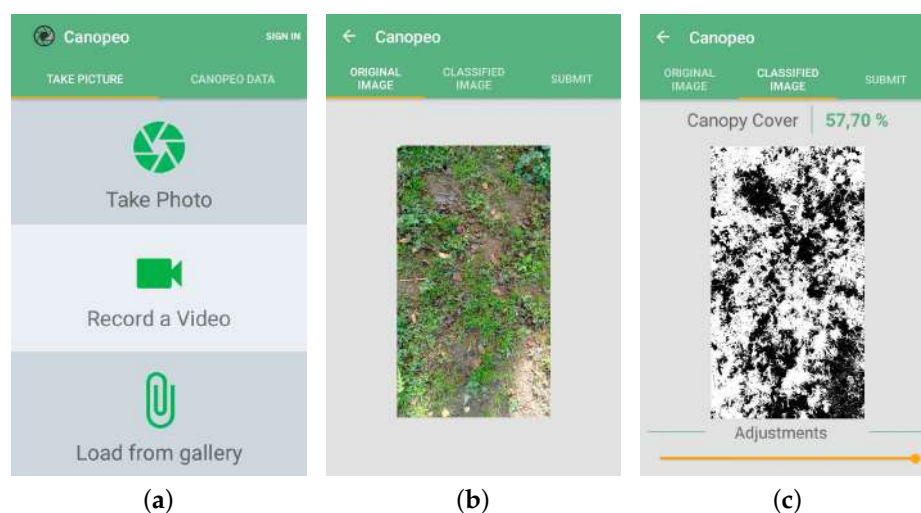 Canopeo
SIGN IN
TAKE PICTURE
CANOPEO DATA
Take Photo
Record a Video
Load from gallery
(a)
Canopeo
ORIGINAL
IMAGE
CLASSIFIED
IMAGE
SUBMIT
(b)
Canopeo
ORIGINAL
IMAGE
CLASSIFIED
IMAGE
SUBMIT
Canopy Cover
57,70 %
Adjustments
(c)